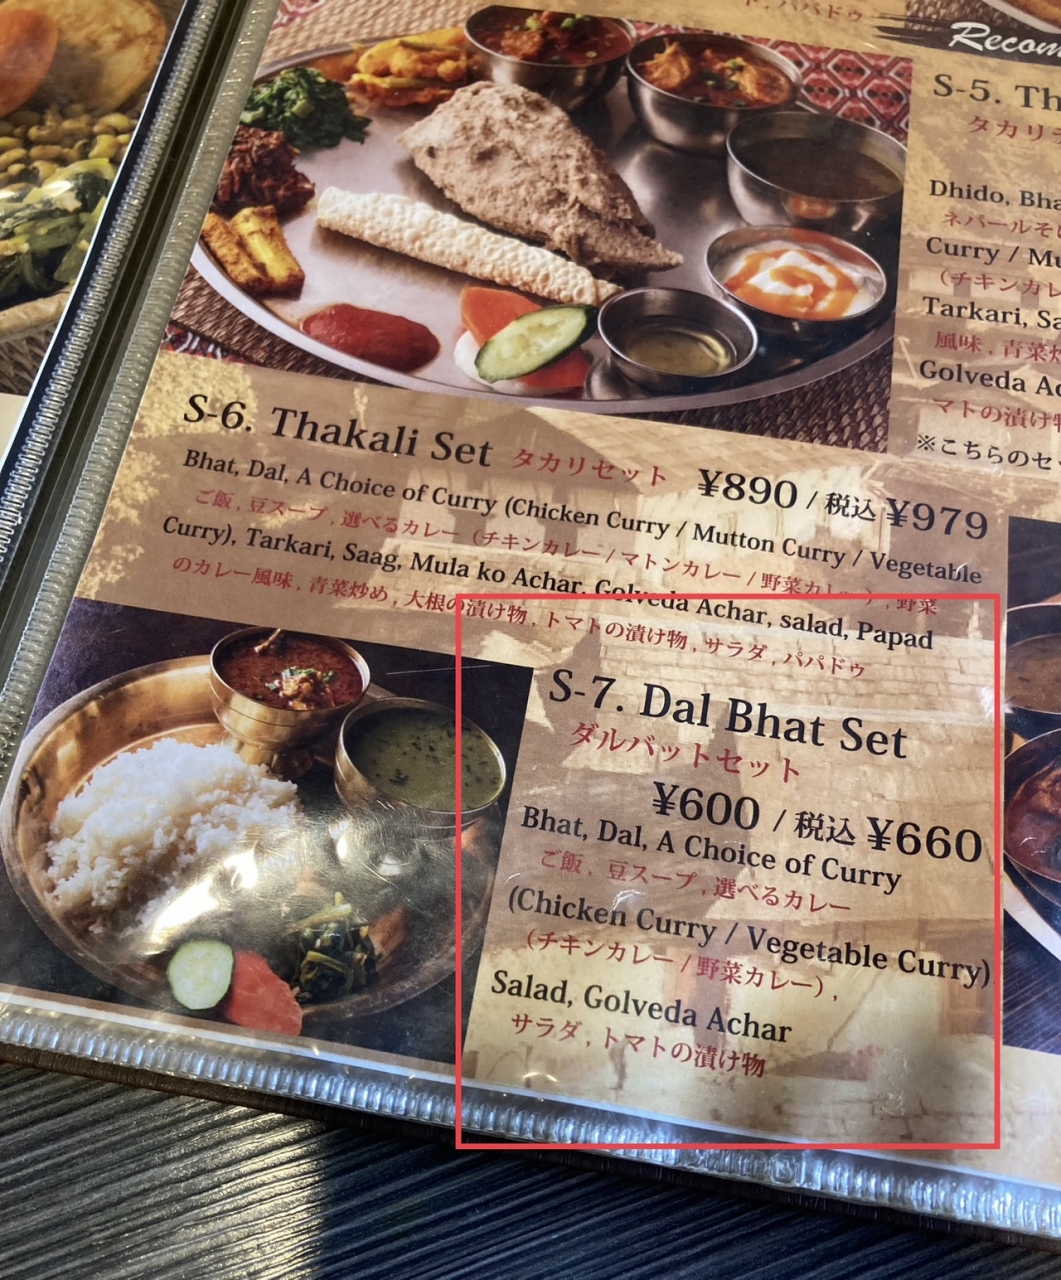 ド, パパドゥ
Recom
S-5. Th
タカリ
Dhido, Bha
ネパールそ
Curry / Mu
(チキンカレ
Tarkari, Sa
風味, 青菜炒
Golveda A
マトの漬け物
※こちらのセッ
S-6. Thakali Set タカリセット ¥890 / 税込 ¥979
Bhat, Dal, A Choice of Curry (Chicken Curry / Mutton Curry / Vegetable
ご飯, 豆スープ, 選べるカレー (チキンカレー / マトンカレー / 野菜カレー), 野菜
Curry), Tarkari, Saag, Mula ko Achar, Golveda Achar, salad, Papad
のカレー風味, 青菜炒め, 大根の漬け物, トマトの漬け物, サラダ, パパドゥ
S-7. Dal Bhat Set
ダルバットセット
¥600 / 税込 ¥660
Bhat, Dal, A Choice of Curry
ご飯, 豆スープ, 選べるカレー
(Chicken Curry / Vegetable Curry)
(チキンカレー / 野菜カレー),
Salad, Golveda Achar
サラダ, トマトの漬け物